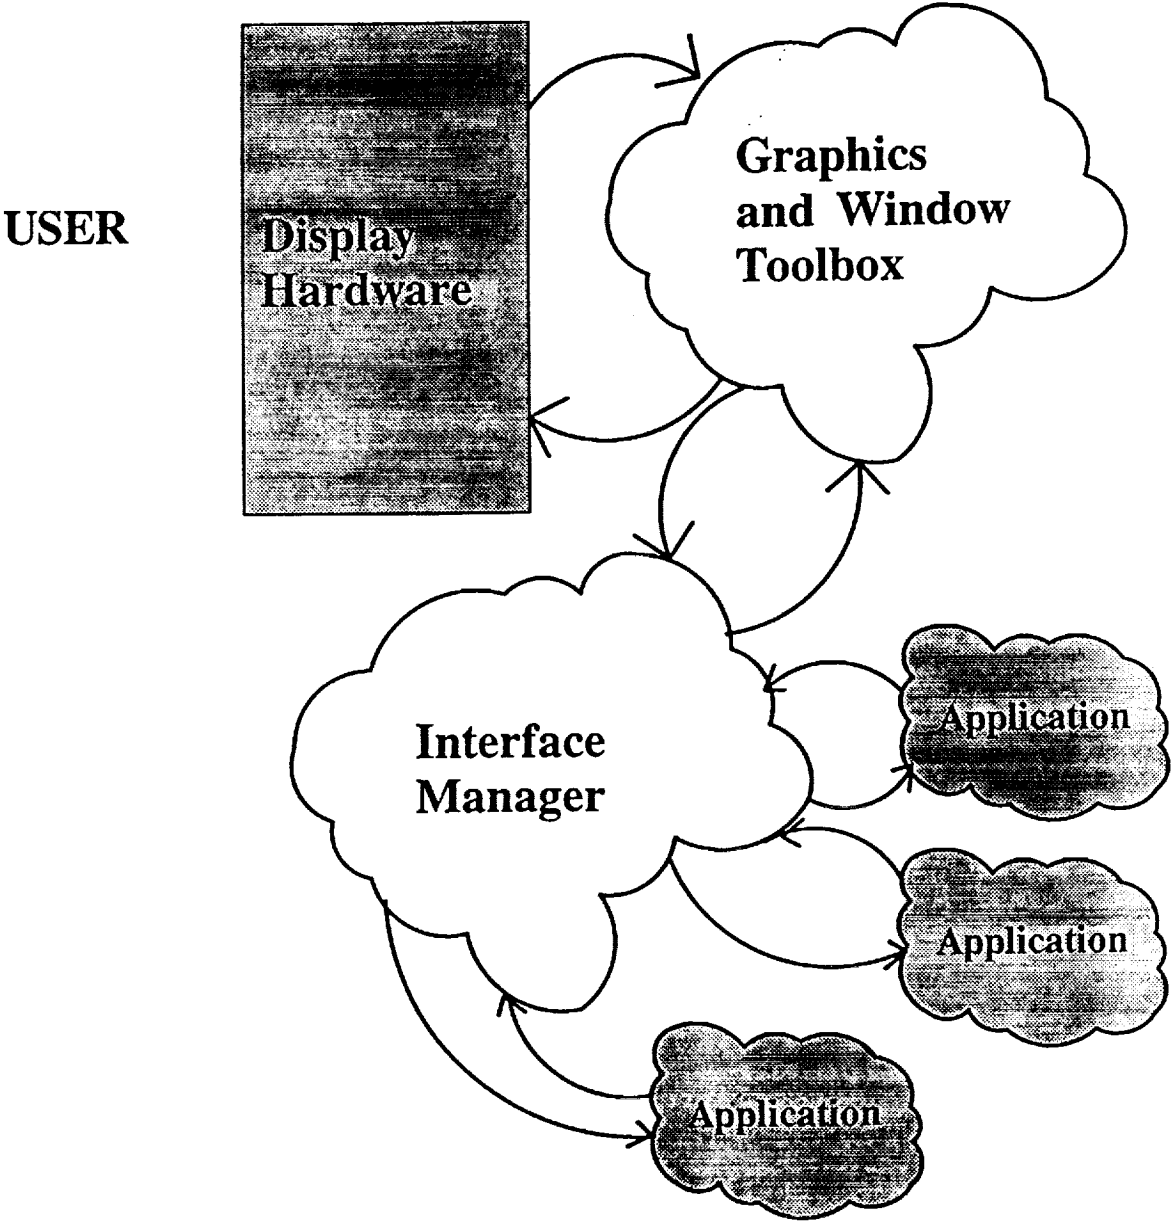 USER
Display
Hardware
Graphics
and Window
Toolbox
Interface
Manager
Application
Application
Application